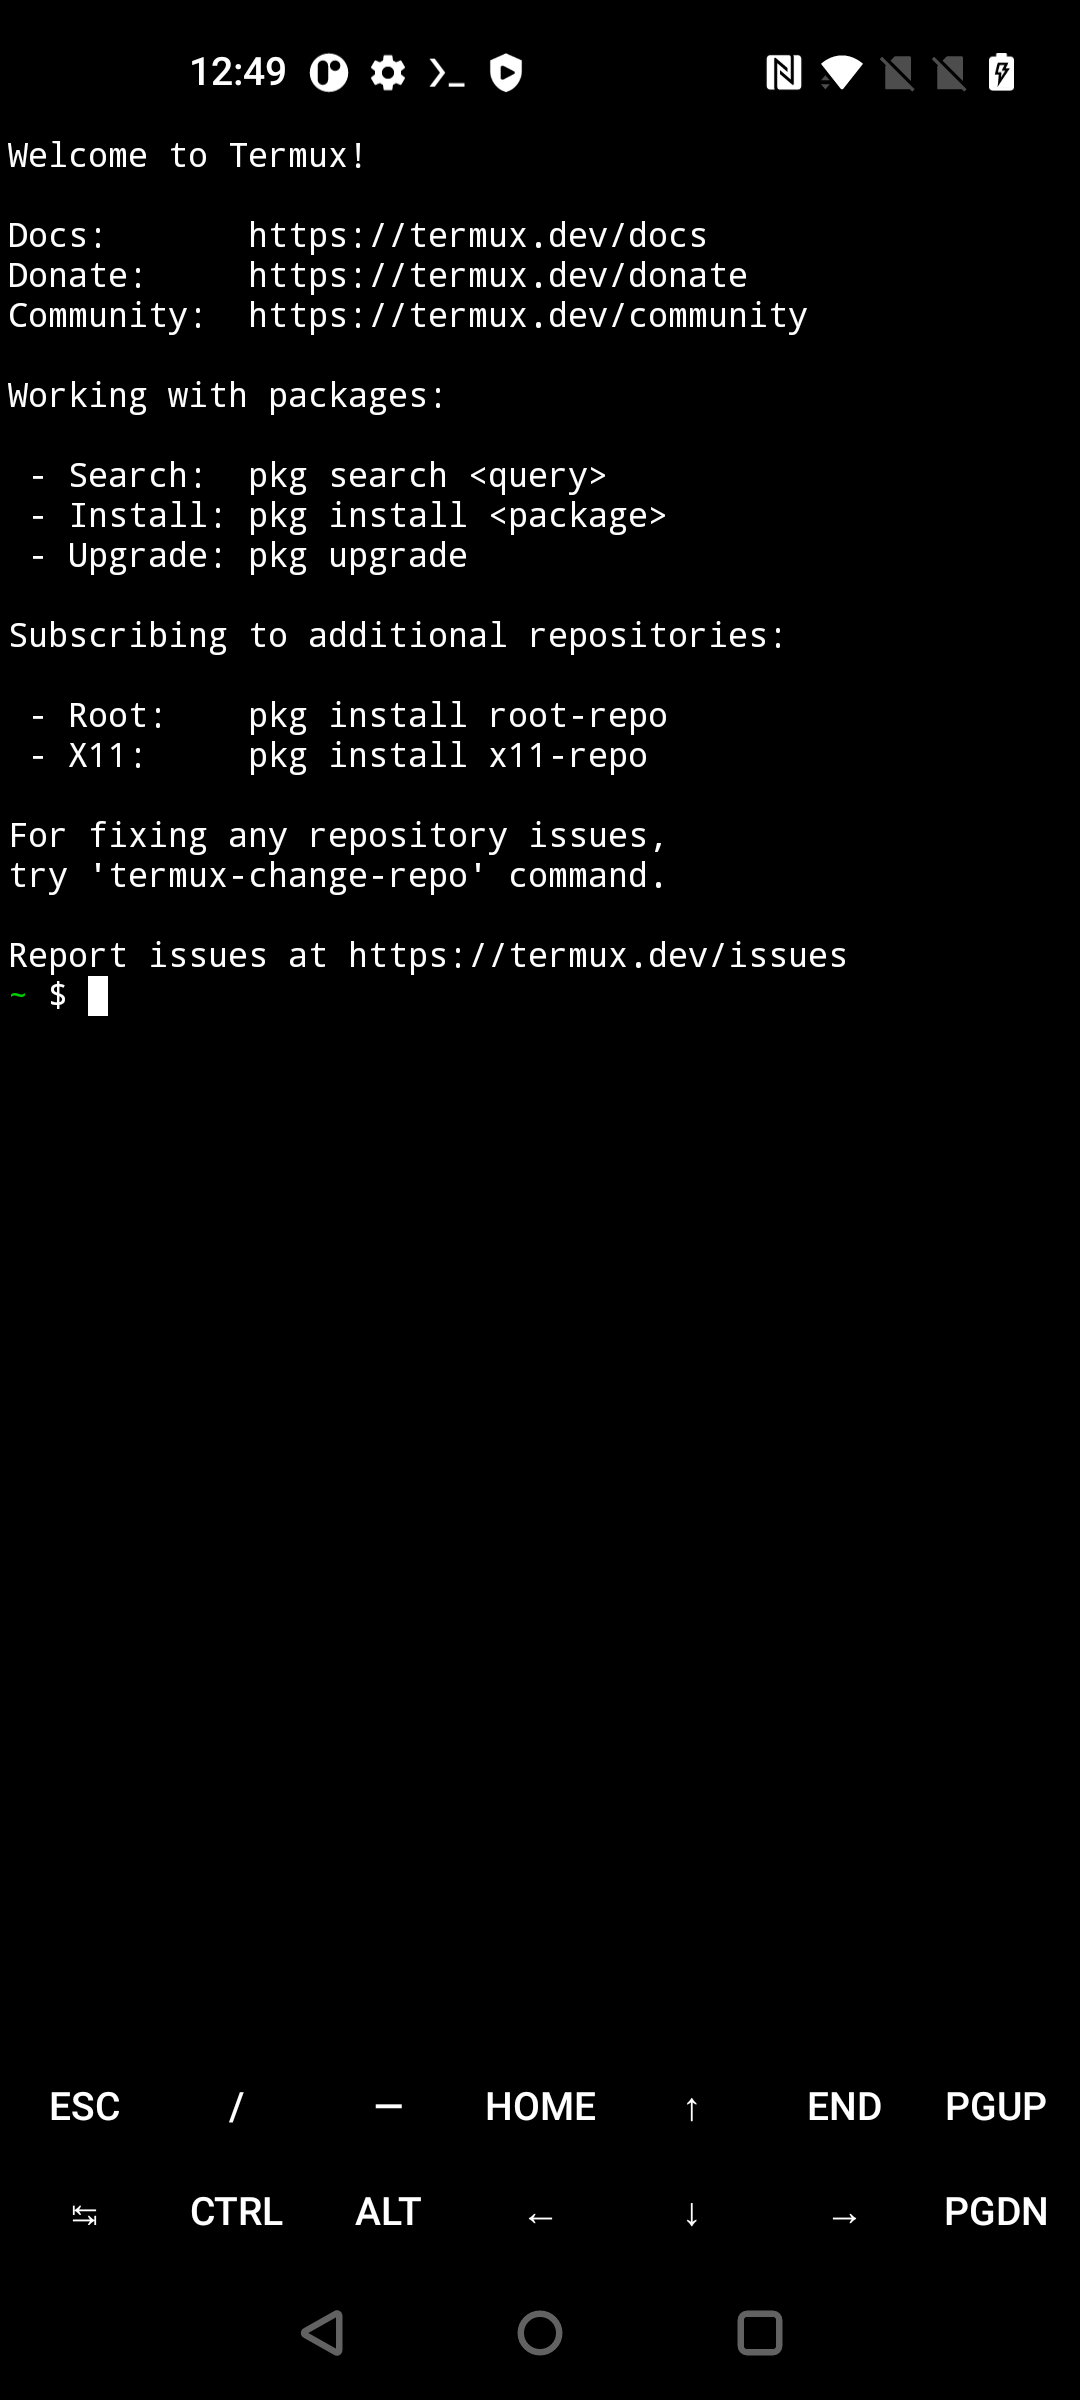 12:49
Welcome to Termux!
Docs:       https://termux.dev/docs
Donate:     https://termux.dev/donate
Community:  https://termux.dev/community
Working with packages:
 - Search:  pkg search <query>
 - Install: pkg install <package>
 - Upgrade: pkg upgrade
Subscribing to additional repositories:
 - Root:    pkg install root-repo
 - X11:     pkg install x11-repo
For fixing any repository issues,
try 'termux-change-repo' command.
Report issues at https://termux.dev/issues
~ $
ESC / — HOME ↑ END PGUP
↹ CTRL ALT ← ↓ → PGDN